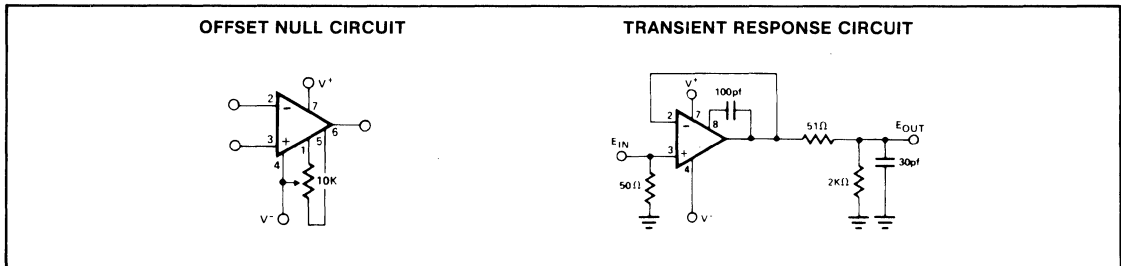 OFFSET NULL CIRCUIT
V+
2
7
−
6
3
+
5
1
4
10K
V−
TRANSIENT RESPONSE CIRCUIT
V+
100pf
7
8
2
−
51Ω
EOUT
EIN
3
+
4
50Ω
2KΩ
30pf
V-